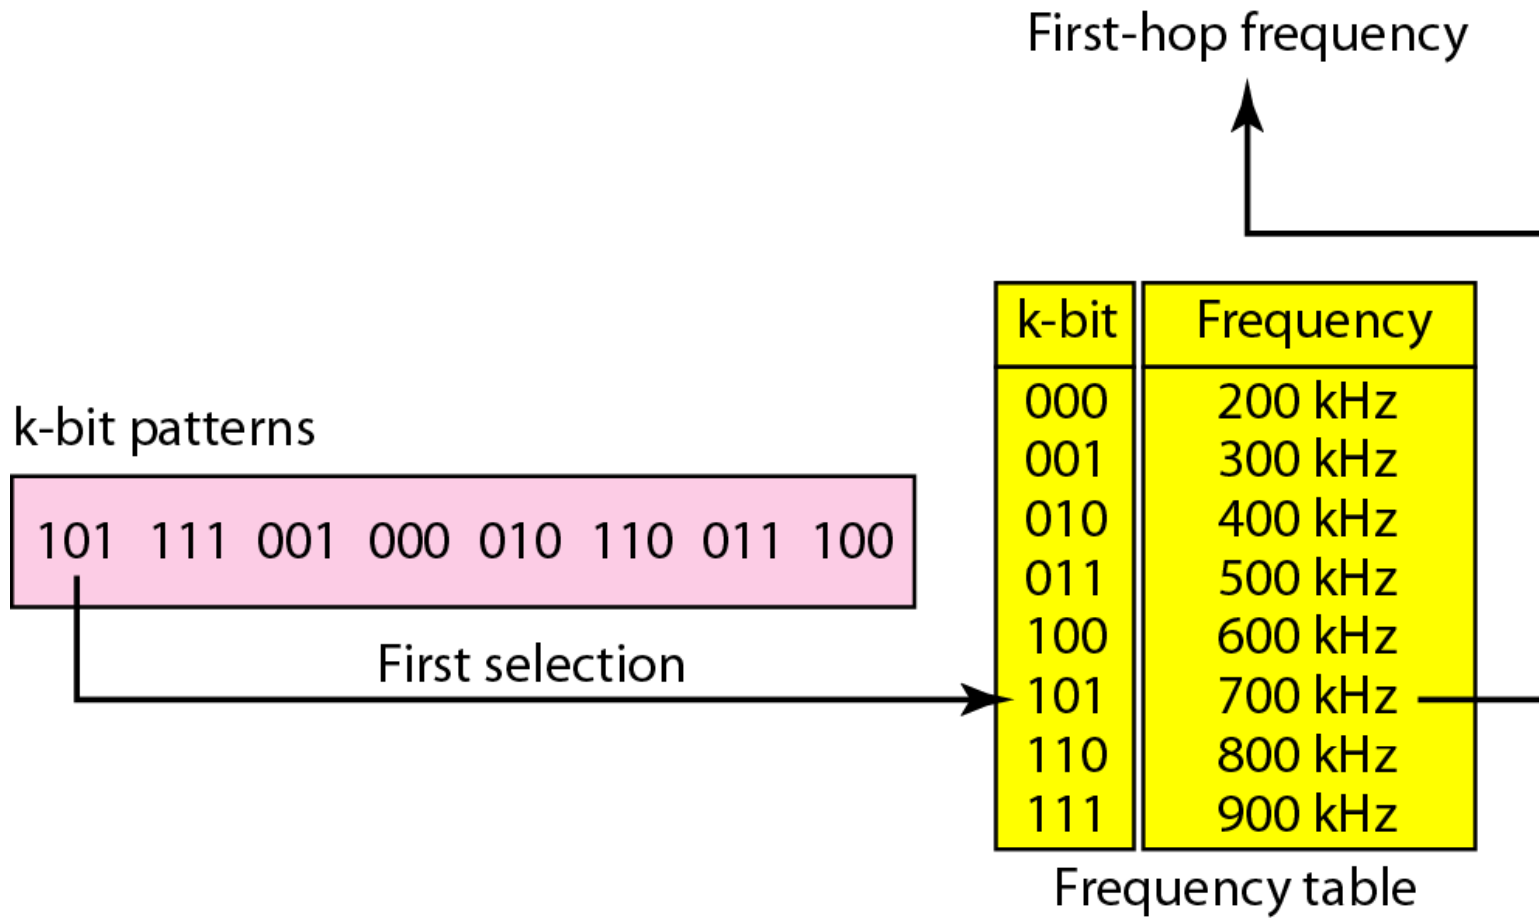 First-hop frequency
k-bit patterns
101 111 001 000 010 110 011 100
First selection
k-bit Frequency
000 200 kHz
001 300 kHz
010 400 kHz
011 500 kHz
100 600 kHz
101 700 kHz
110 800 kHz
111 900 kHz
Frequency table